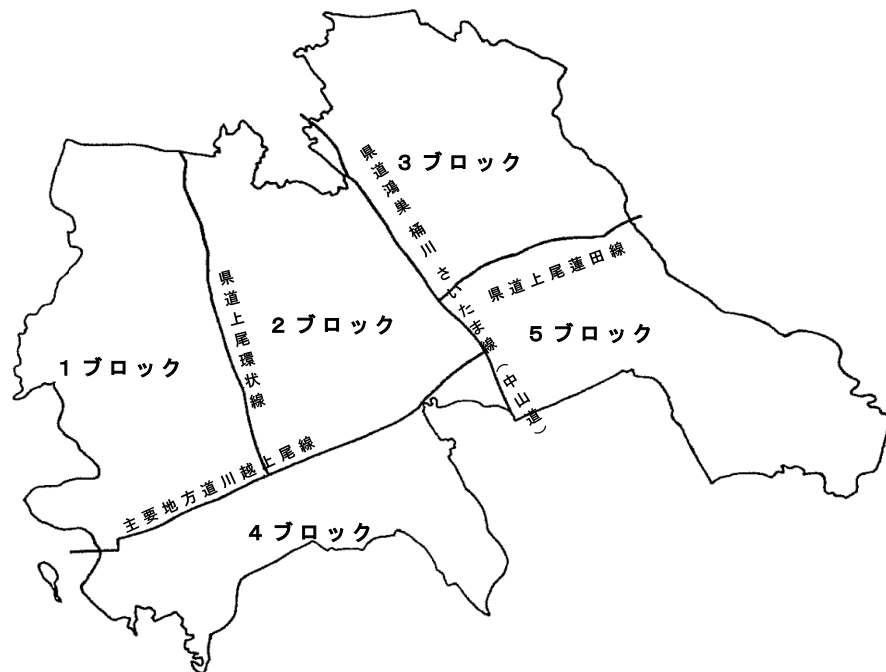 3ブロック
県道鴻巣桶川さいたま線(中山道)
県道上尾蓮田線
県道上尾環状線
2ブロック
5ブロック
1ブロック
主要地方道川越上尾線
4ブロック